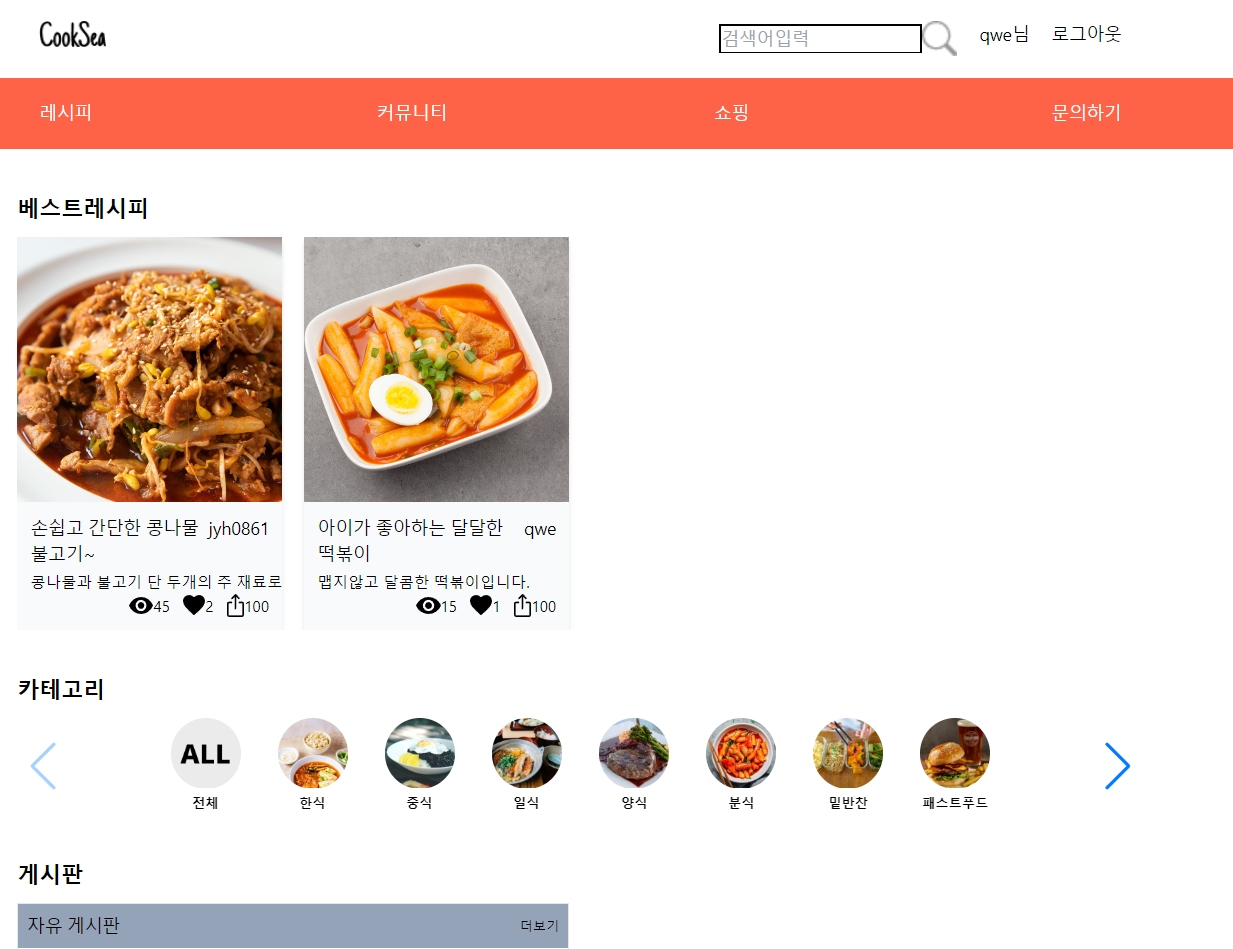 CookSea
검색어입력
qwe님 로그아웃
레시피 커뮤니티 쇼핑 문의하기
베스트레시피
손쉽고 간단한 콩나물 jyh0861
불고기~
콩나물과 불고기 단 두개의 주 재료로
45 2 100
아이가 좋아하는 달달한 qwe
떡볶이
맵지않고 달콤한 떡볶이입니다.
15 1 100
카테고리
ALL
전체 한식 중식 일식 양식 분식 밑반찬 패스트푸드
게시판
자유 게시판 더보기